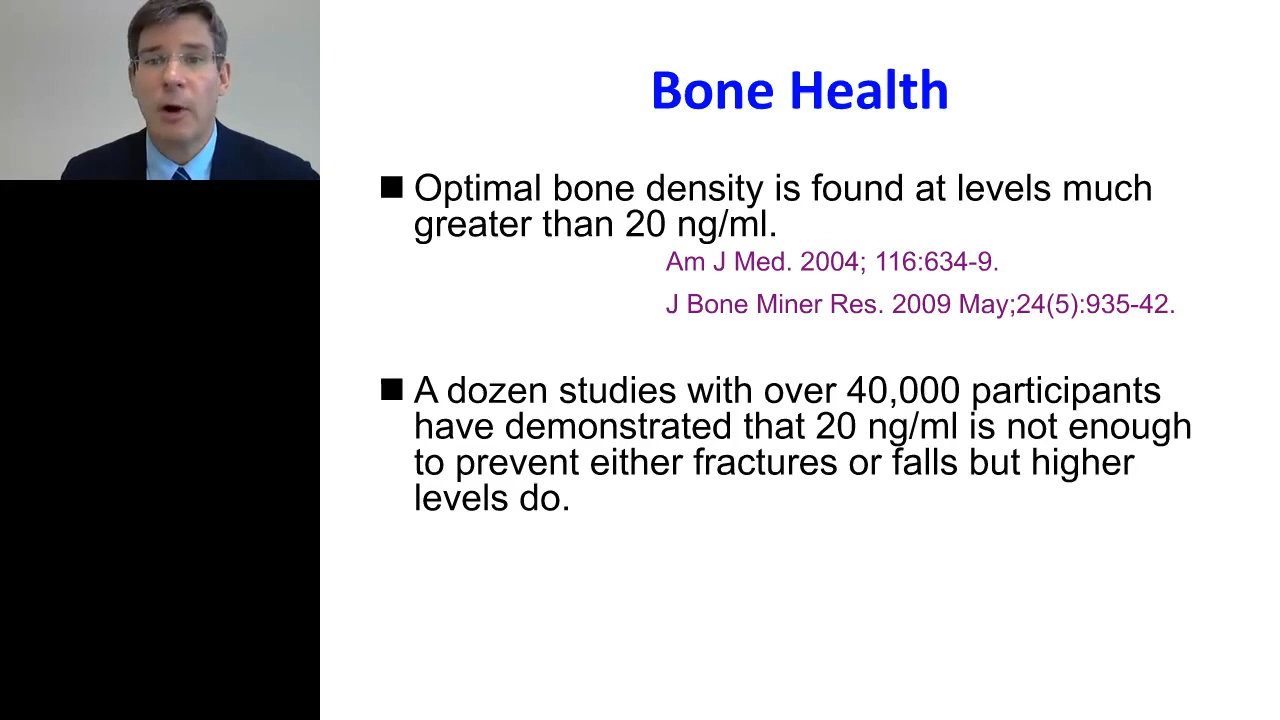 Bone Health
Optimal bone density is found at levels much
greater than 20 ng/ml.
Am J Med. 2004; 116:634-9.
J Bone Miner Res. 2009 May;24(5):935-42.
A dozen studies with over 40,000 participants
have demonstrated that 20 ng/ml is not enough
to prevent either fractures or falls but higher
levels do.